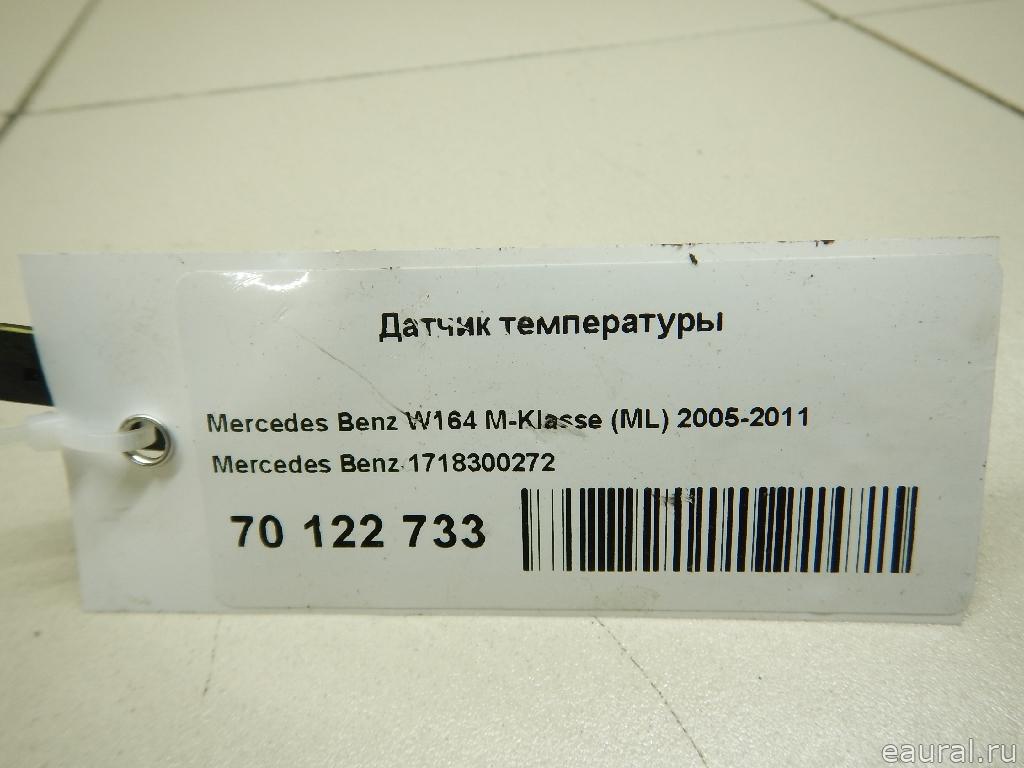 Датчик температуры
Mercedes Benz W164 M-Klasse (ML) 2005-2011
Mercedes Benz 1718300272
70 122 733
eaural.ru